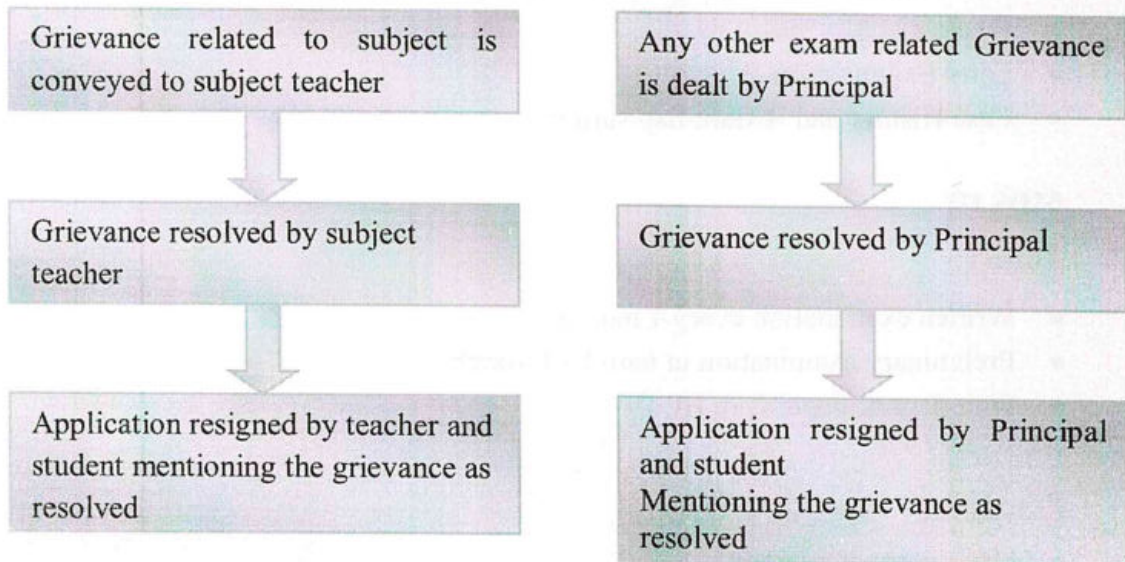 Grievance related to subject is
conveyed to subject teacher
Grievance resolved by subject
teacher
Application resigned by teacher and
student mentioning the grievance as
resolved
Any other exam related Grievance
is dealt by Principal
Grievance resolved by Principal
Application resigned by Principal
and student
Mentioning the grievance as
resolved